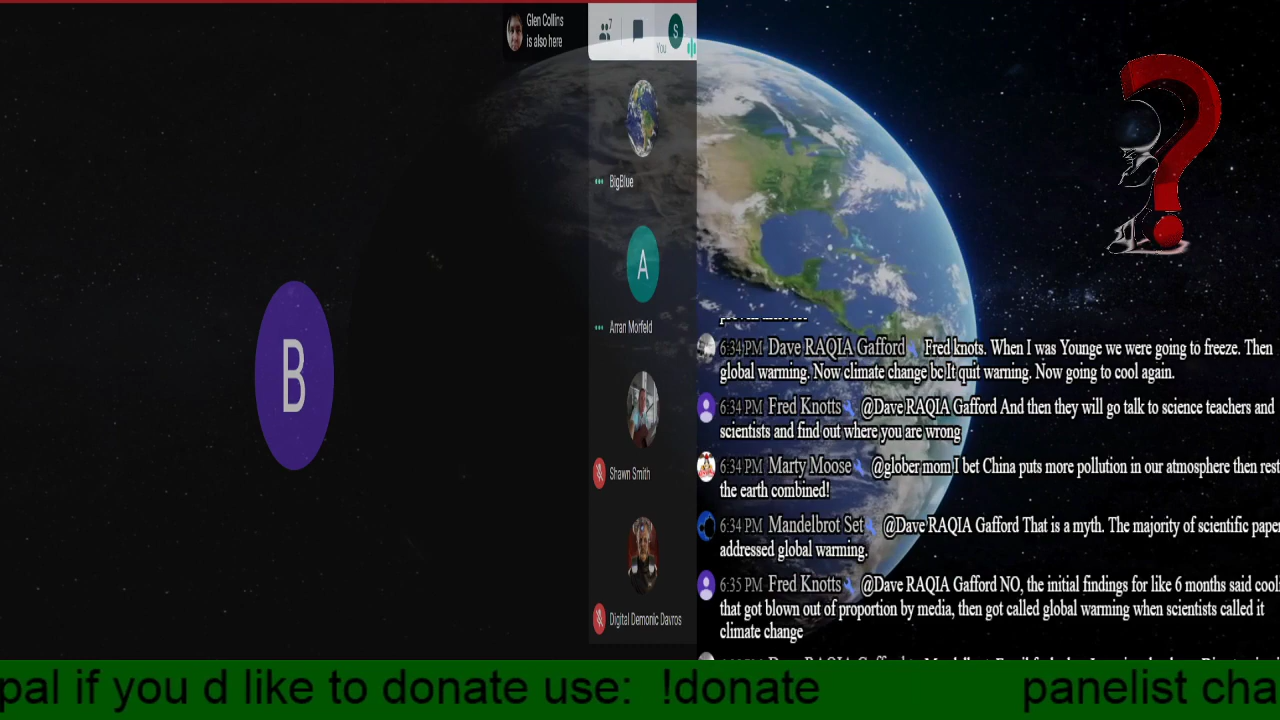 Glen Collins
is also here
7
S
You
BigBlue
A
Arran Morfeld
B
Shawn Smith
Digital Demonic Davros
6:34 PM Dave RAQIA Gafford Fred knots. When I was Younge we were going to freeze. Then
global warming. Now climate change bc It quit warning. Now going to cool again.
6:34 PM Fred Knotts @Dave RAQIA Gafford And then they will go talk to science teachers and
scientists and find out where you are wrong
6:34 PM Marty Moose @glober mom I bet China puts more pollution in our atmosphere then rest
the earth combined!
6:34 PM Mandelbrot Set @Dave RAQIA Gafford That is a myth. The majority of scientific paper
addressed global warming.
6:35 PM Fred Knotts @Dave RAQIA Gafford NO, the initial findings for like 6 months said cooli
that got blown out of proportion by media, then got called global warming when scientists called it
climate change
pal if you d like to donate use: !donate panelist cha
?